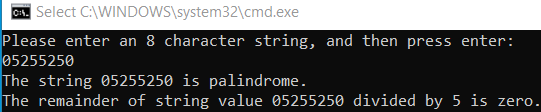 Select C:\WINDOWS\system32\cmd.exe
Please enter an 8 character string, and then press enter:
05255250
The string 05255250 is palindrome.
The remainder of string value 05255250 divided by 5 is zero.